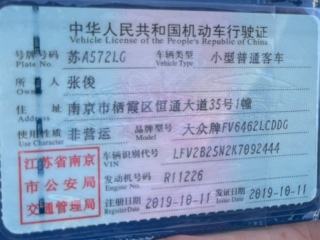 中华人民共和国机动车行驶证
Vehicle License of the People's Republic of China
号牌号码 苏A572LG 车辆类型 小型普通客车
Plate No. Vehicle Type
所有人 张俊
Owner
住址 南京市栖霞区恒通大道35号1幢
Address
使用性质 非营运 品牌型号 大众牌FV6462LCDDG
Use Character Model
江苏省南京
市公安局
交通管理局
车辆识别代号 LFV2B25N2K7092444
VIN
发动机号码 R11226
Engine No.
注册日期 2019-10-11 发证日期 2019-10-11
Register Date Issue Date